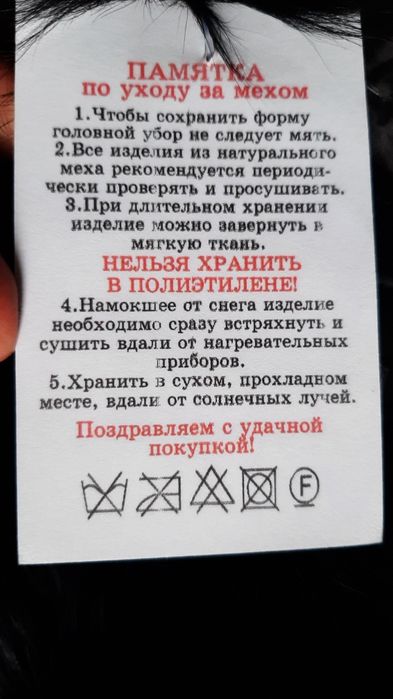 ПАМЯТКА
по уходу за мехом
1.Чтобы сохранить форму
головной убор не следует мять.
2.Все изделия из натурального
меха рекомендуется периоди-
чески проверять и просушивать.
3.При длительном хранении
изделие можно завернуть в
мягкую ткань.
НЕЛЬЗЯ ХРАНИТЬ
В ПОЛИЭТИЛЕНЕ!
4.Намокшее от снега изделие
необходимо сразу встряхнуть и
сушить вдали от нагревательных
приборов.
5.Хранить в сухом, прохладном
месте, вдали от солнечных лучей.
Поздравляем с удачной
покупкой!
F